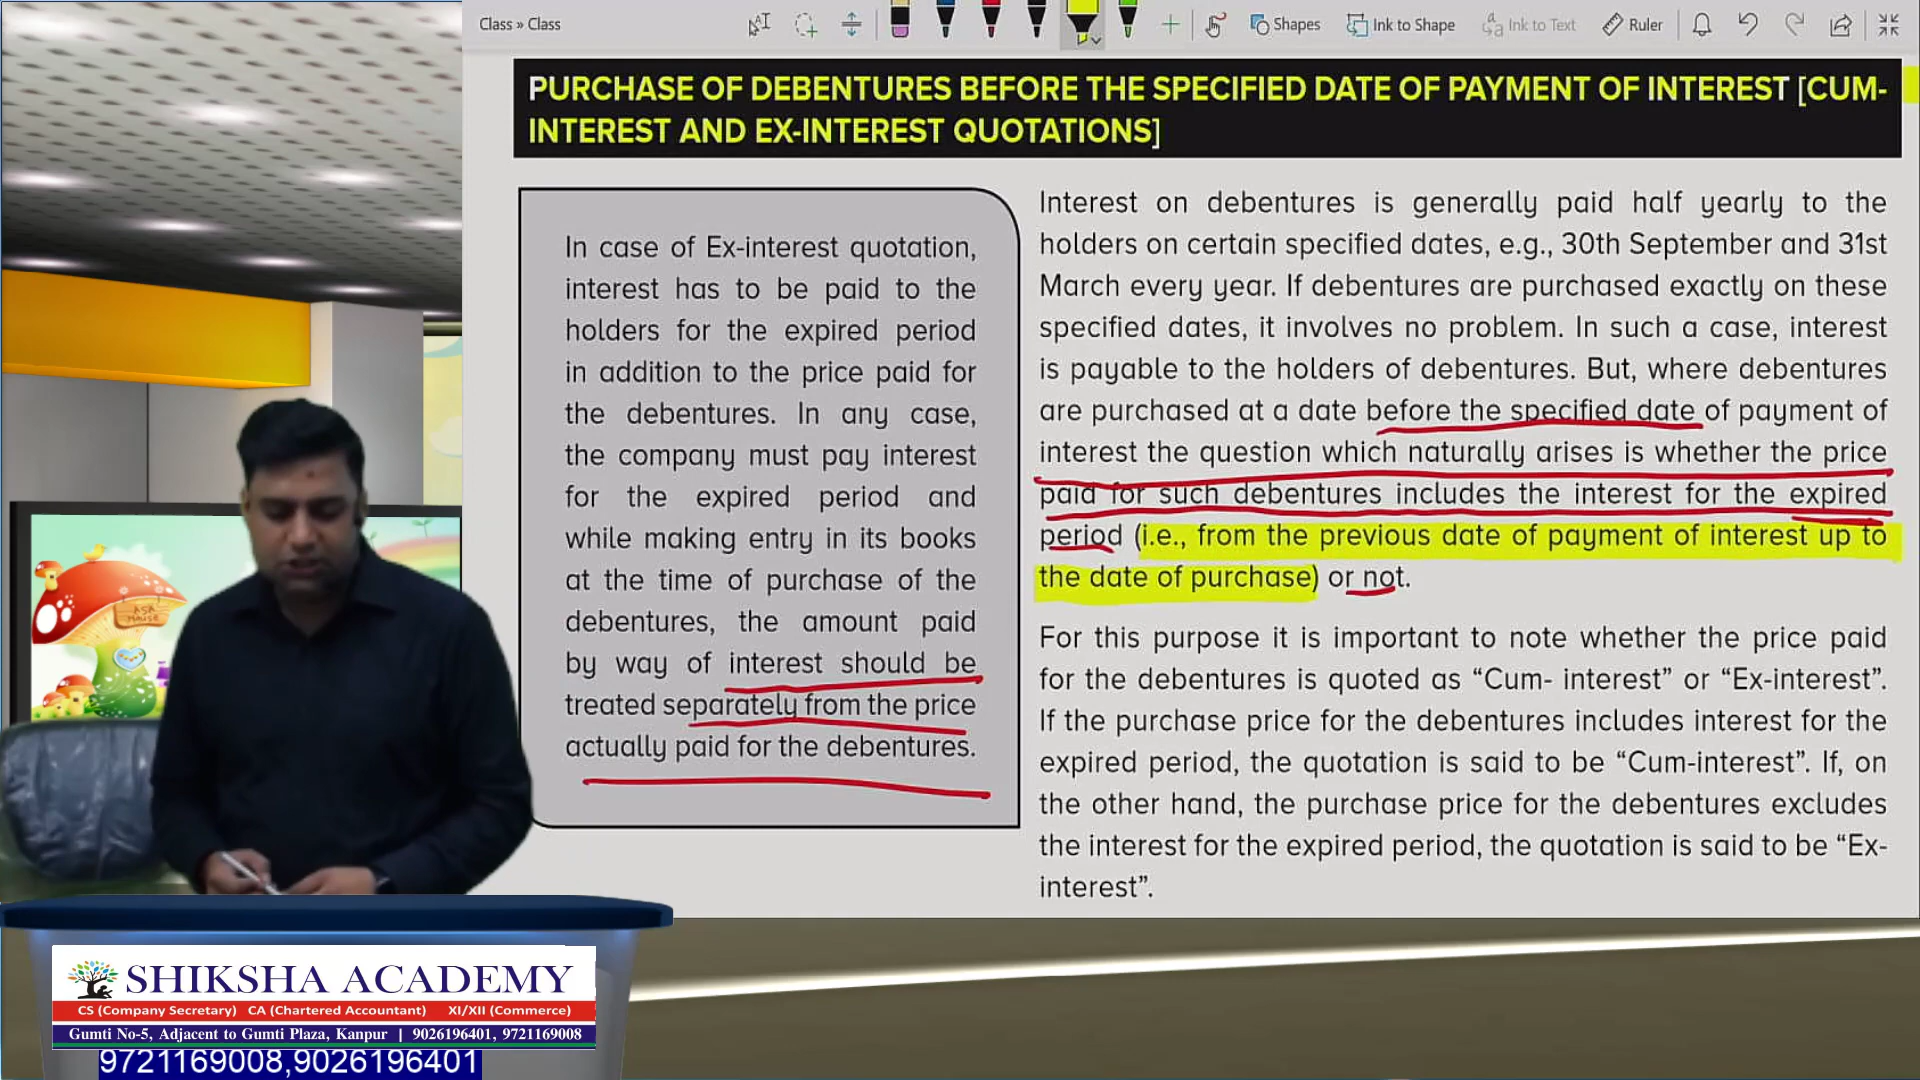 Class » Class
Shapes
Ink to Shape
Ink to Text
Ruler
PURCHASE OF DEBENTURES BEFORE THE SPECIFIED DATE OF PAYMENT OF INTEREST [CUM-
INTEREST AND EX-INTEREST QUOTATIONS]
In case of Ex-interest quotation,
interest has to be paid to the
holders for the expired period
in addition to the price paid for
the debentures. In any case,
the company must pay interest
for the expired period and
while making entry in its books
at the time of purchase of the
debentures, the amount paid
by way of interest should be
treated separately from the price
actually paid for the debentures.
Interest on debentures is generally paid half yearly to the
holders on certain specified dates, e.g., 30th September and 31st
March every year. If debentures are purchased exactly on these
specified dates, it involves no problem. In such a case, interest
is payable to the holders of debentures. But, where debentures
are purchased at a date before the specified date of payment of
interest the question which naturally arises is whether the price
paid for such debentures includes the interest for the expired
period (i.e., from the previous date of payment of interest up to
the date of purchase) or not.
For this purpose it is important to note whether the price paid
for the debentures is quoted as “Cum- interest” or “Ex-interest”.
If the purchase price for the debentures includes interest for the
expired period, the quotation is said to be “Cum-interest”. If, on
the other hand, the purchase price for the debentures excludes
the interest for the expired period, the quotation is said to be “Ex-
interest”.
ASA
HOUSE
SHIKSHA ACADEMY
CS (Company Secretary) CA (Chartered Accountant) XI/XII (Commerce)
Gumti No-5, Adjacent to Gumti Plaza, Kanpur | 9026196401, 9721169008
9721169008,9026196401